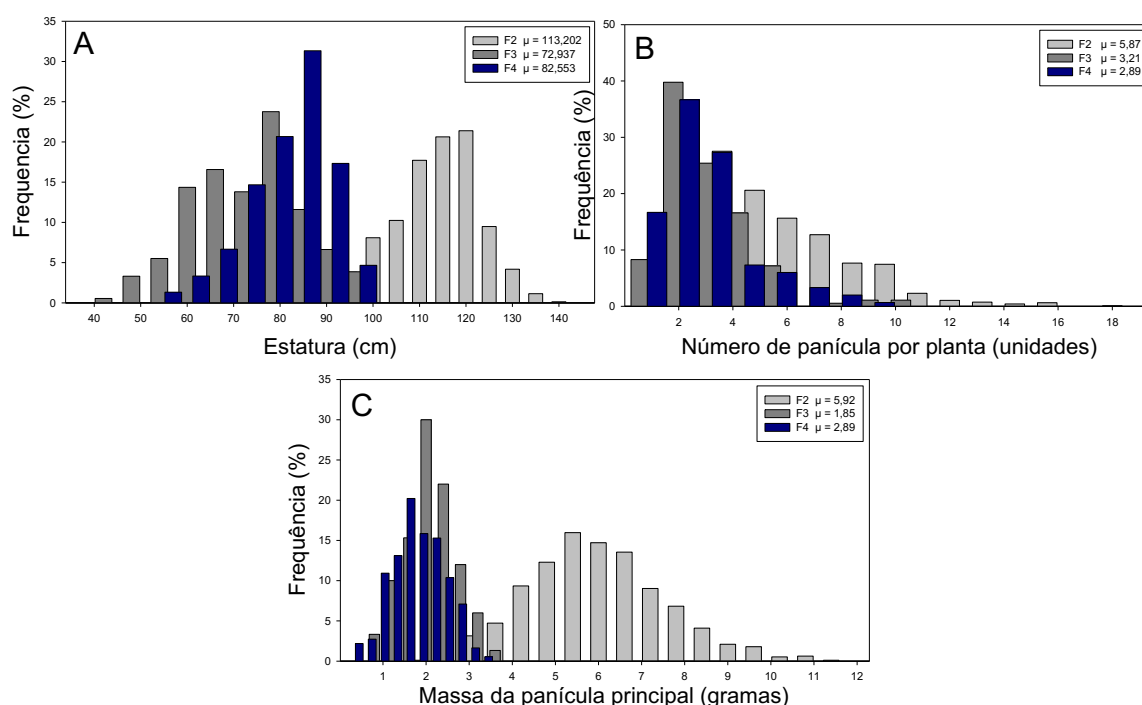 A
Frequencia (%)
35
30
25
20
15
10
5
0
F2 µ = 113,202
F3 µ = 72,937
F4 µ = 82,553
40 50 60 70 80 90 100 110 120 130 140
Estatura (cm)
B
Frequência (%)
50
40
30
20
10
0
F2 µ = 5,87
F3 µ = 3,21
F4 µ = 2,89
2 4 6 8 10 12 14 16 18
Número de panícula por planta (unidades)
C
Frequência (%)
35
30
25
20
15
10
5
0
F2 µ = 5,92
F3 µ = 1,85
F4 µ = 2,89
1 2 3 4 5 6 7 8 9 10 11 12
Massa da panícula principal (gramas)